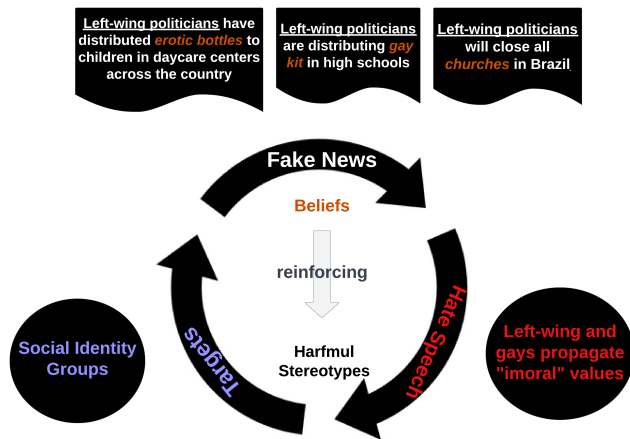 Left-wing politicians have
distributed erotic bottles to
children in daycare centers
across the country
Left-wing politicians
are distributing gay
kit in high schools
Left-wing politicians
will close all
churches in Brazil
Fake News
Beliefs
reinforcing
Harfmul
Stereotypes
Hate Speech
Targets
Social Identity
Groups
Left-wing and
gays propagate
"imoral" values